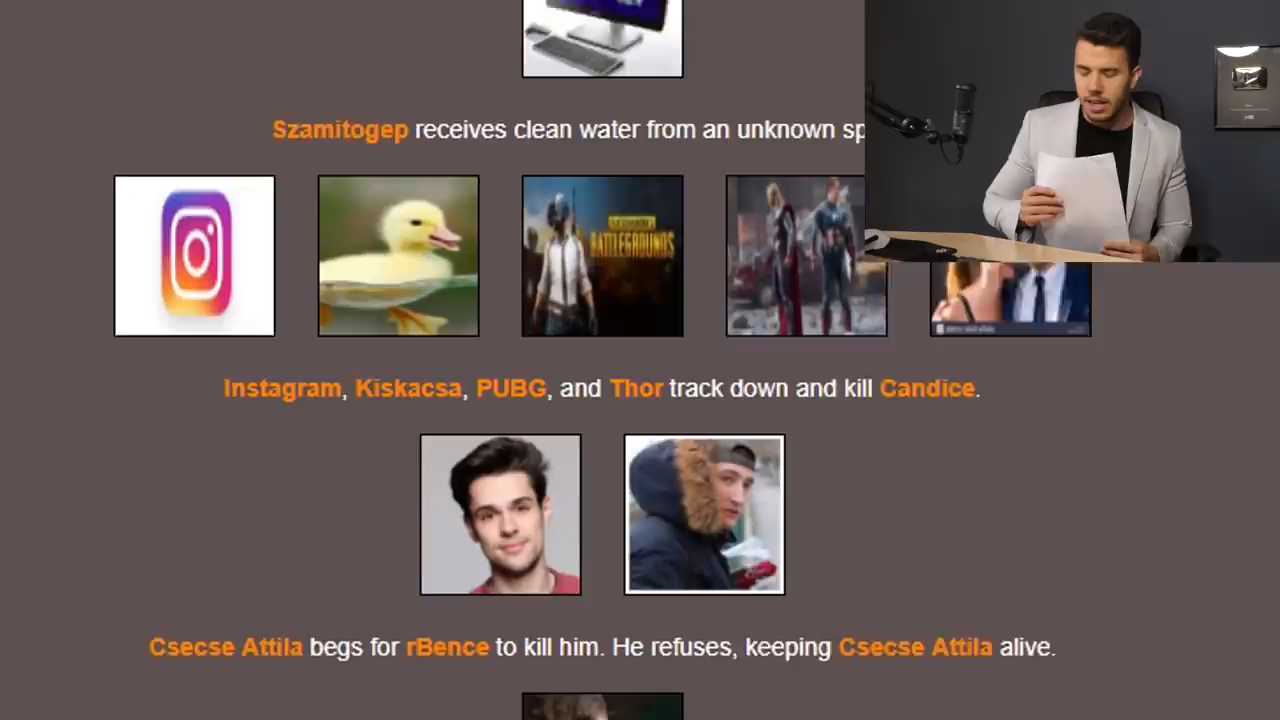 Szamitogep receives clean water from an unknown sp
BATTLEGROUNDS
Instagram, Kiskacsa, PUBG, and Thor track down and kill Candice.
Csecse Attila begs for rBence to kill him. He refuses, keeping Csecse Attila alive.